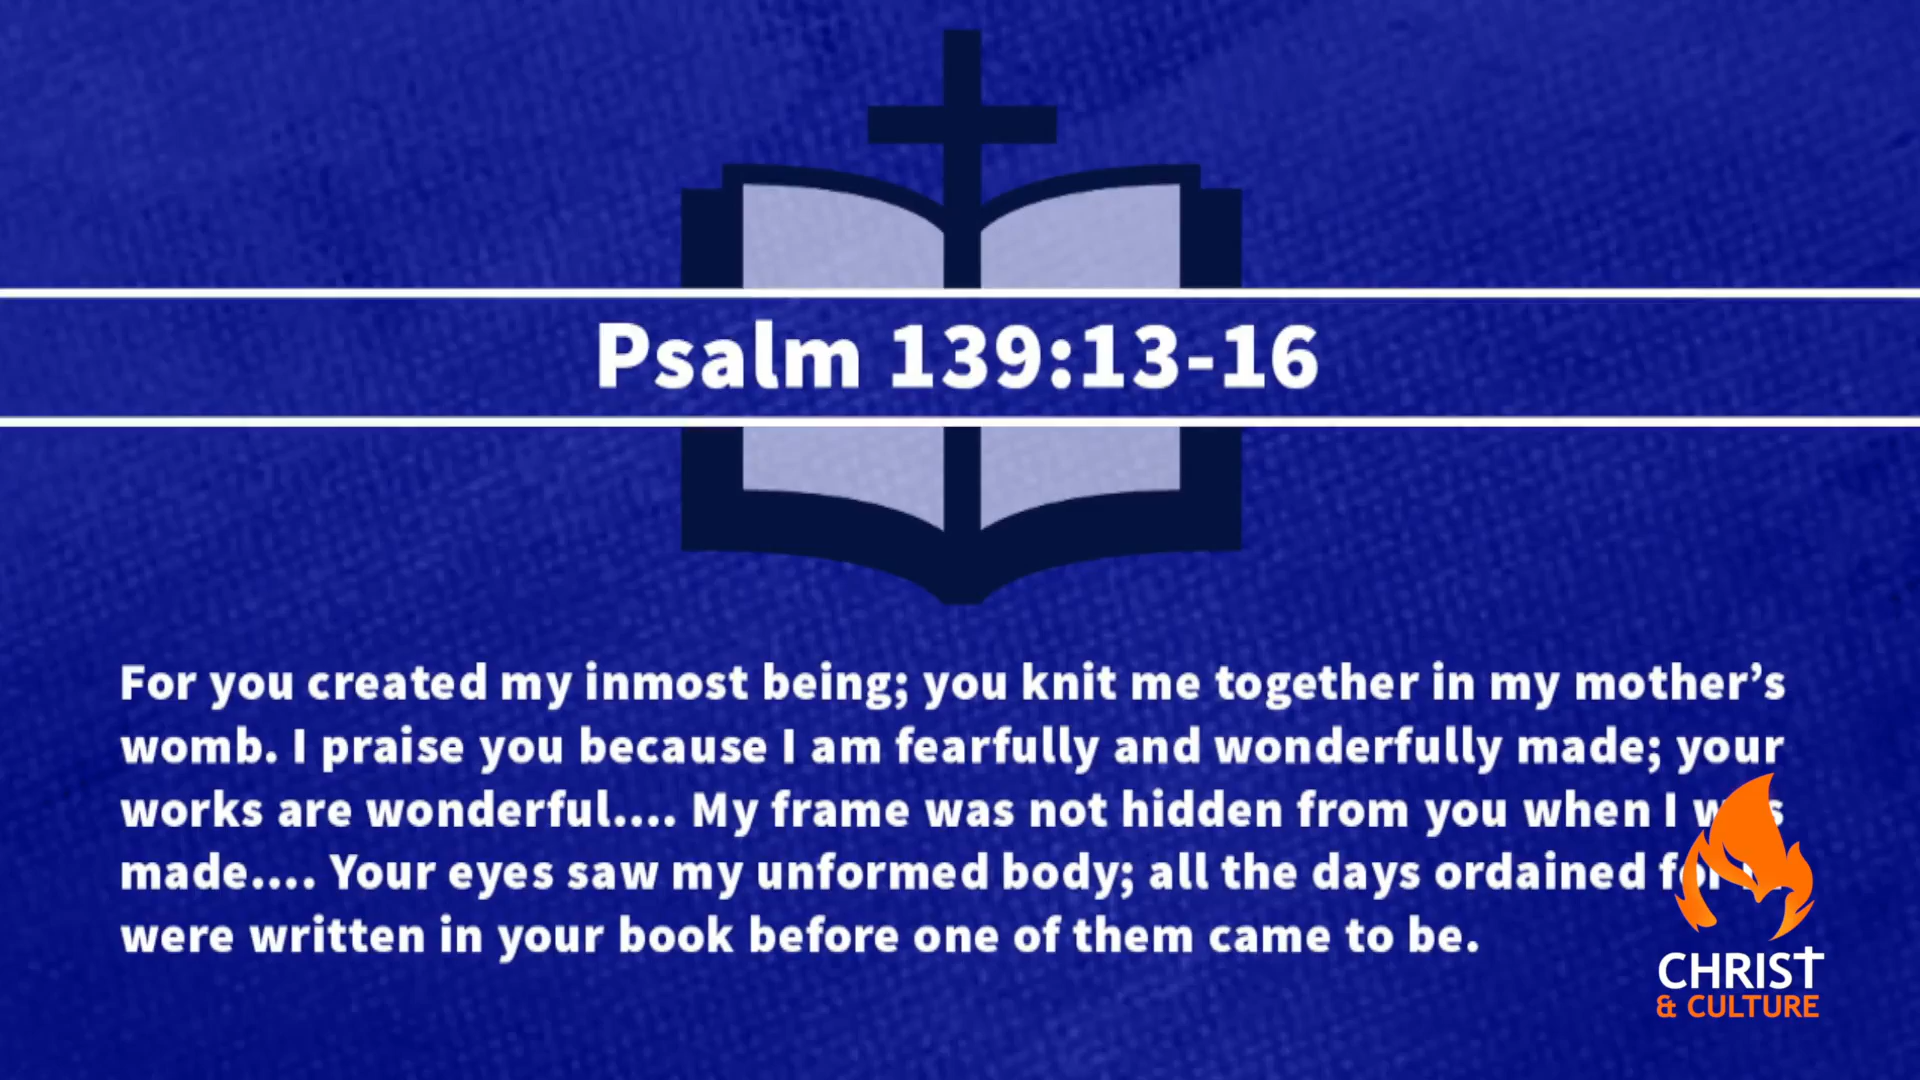 Psalm 139:13-16
For you created my inmost being; you knit me together in my mother’s
womb. I praise you because I am fearfully and wonderfully made; your
works are wonderful.... My frame was not hidden from you when I
made.... Your eyes saw my unformed body; all the days ordained for
were written in your book before one of them came to be.
CHRIST
& CULTURE